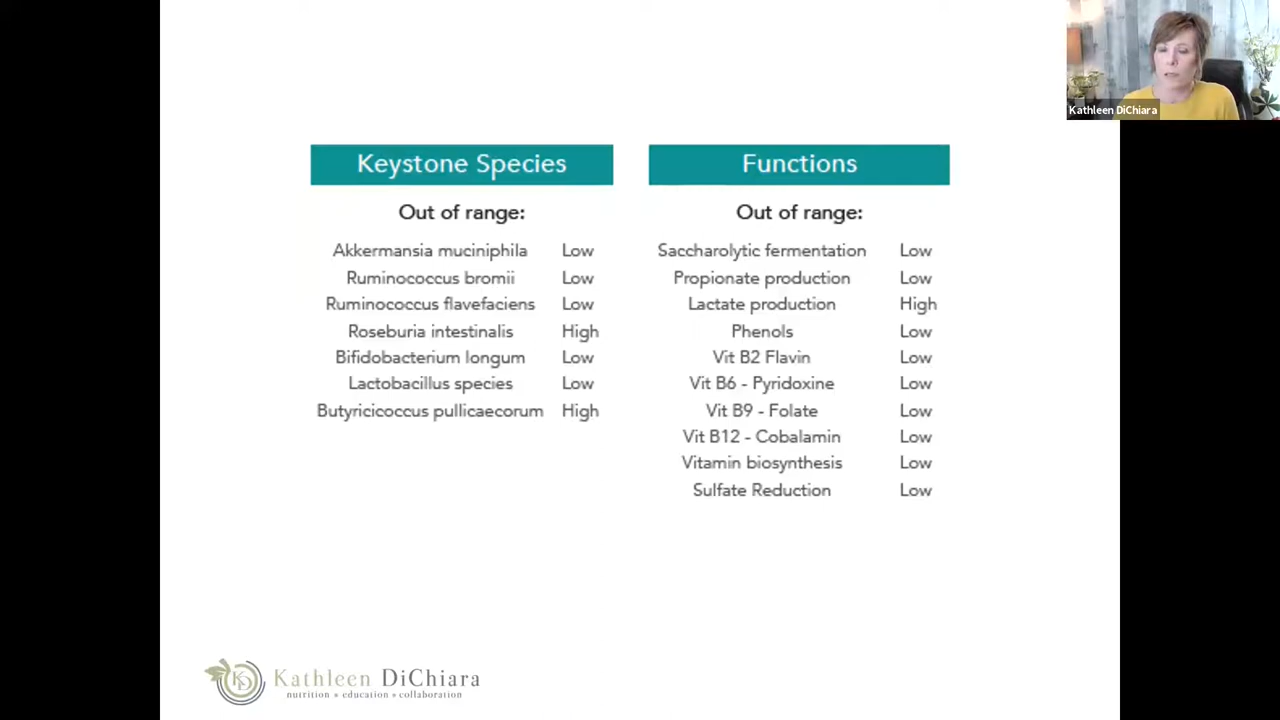 Kathleen DiChiara
Keystone Species
Out of range:
Akkermansia muciniphila Low
Ruminococcus bromii Low
Ruminococcus flavefaciens Low
Roseburia intestinalis High
Bifidobacterium longum Low
Lactobacillus species Low
Butyricicoccus pullicaecorum High
Functions
Out of range:
Saccharolytic fermentation Low
Propionate production Low
Lactate production High
Phenols Low
Vit B2 Flavin Low
Vit B6 - Pyridoxine Low
Vit B9 - Folate Low
Vit B12 - Cobalamin Low
Vitamin biosynthesis Low
Sulfate Reduction Low
KD
Kathleen DiChiara
nutrition » education » collaboration